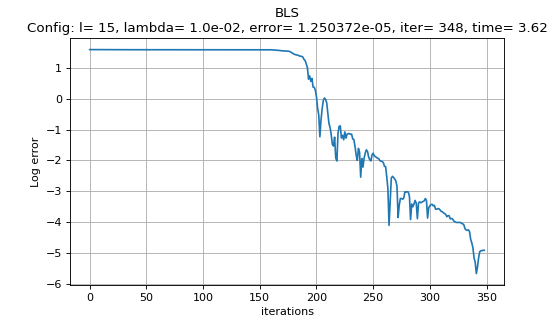 BLS
Config: l= 15, lambda= 1.0e-02, error= 1.250372e-05, iter= 348, time= 3.62
1
0
−1
−2
−3
−4
−5
−6
Log error
0 50 100 150 200 250 300 350
iterations